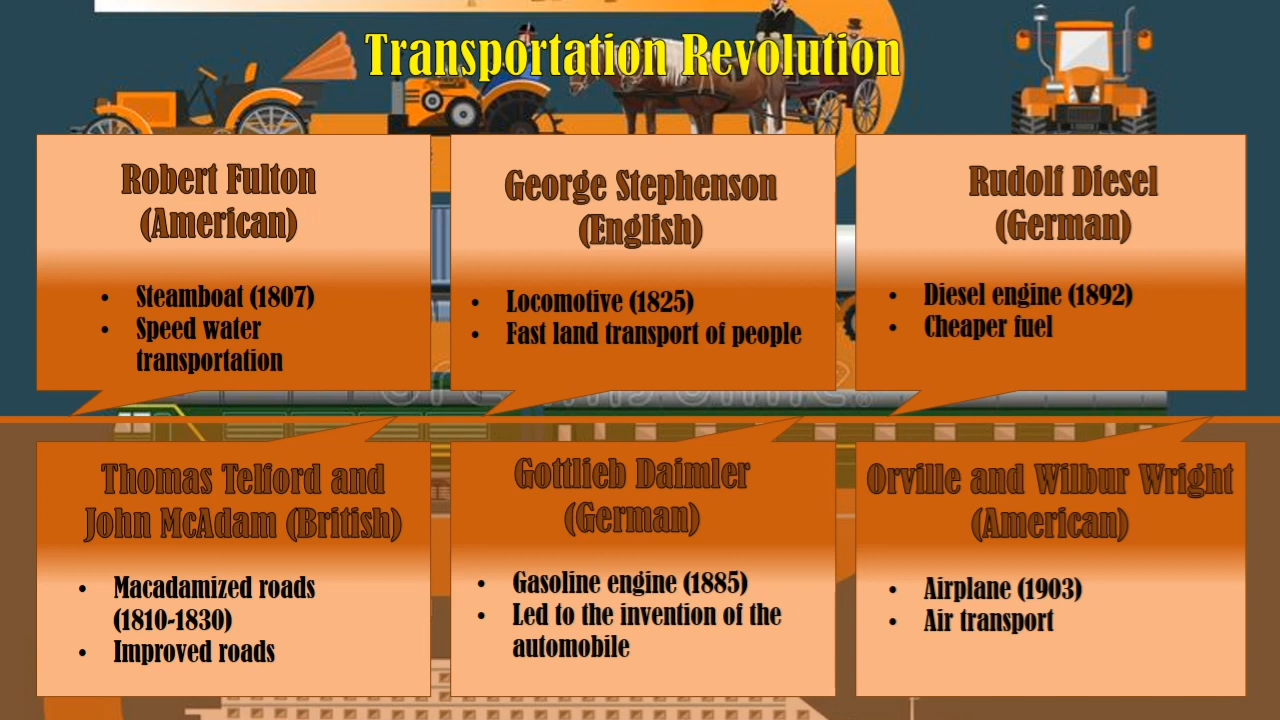 Transportation Revolution
Robert Fulton
(American)
• Steamboat (1807)
• Speed water
transportation
George Stephenson
(English)
• Locomotive (1825)
• Fast land transport of people
Rudolf Diesel
(German)
• Diesel engine (1892)
• Cheaper fuel
Thomas Telford and
John McAdam (British)
• Macadamized roads
(1810-1830)
• Improved roads
Gottlieb Daimler
(German)
• Gasoline engine (1885)
• Led to the invention of the
automobile
Orville and Wilbur Wright
(American)
• Airplane (1903)
• Air transport